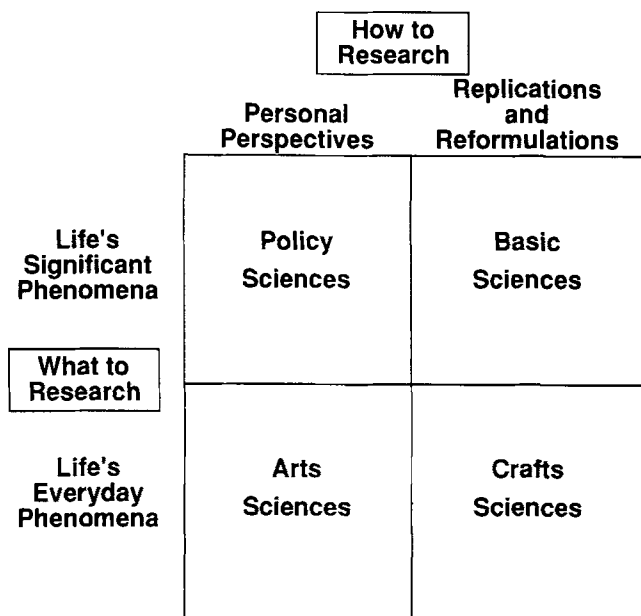 How to
Research
Personal
Perspectives
Replications
and
Reformulations
Life's
Significant
Phenomena
Policy
Sciences
Basic
Sciences
What to
Research
Life's
Everyday
Phenomena
Arts
Sciences
Crafts
Sciences